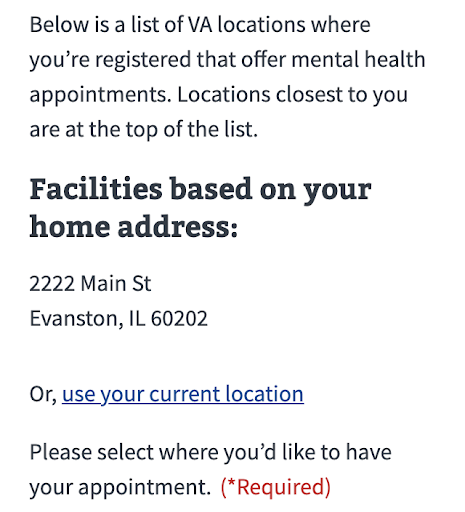 Below is a list of VA locations where
you’re registered that offer mental health
appointments. Locations closest to you
are at the top of the list.
Facilities based on your
home address:
2222 Main St
Evanston, IL 60202
Or, use your current location
Please select where you’d like to have
your appointment. (*Required)